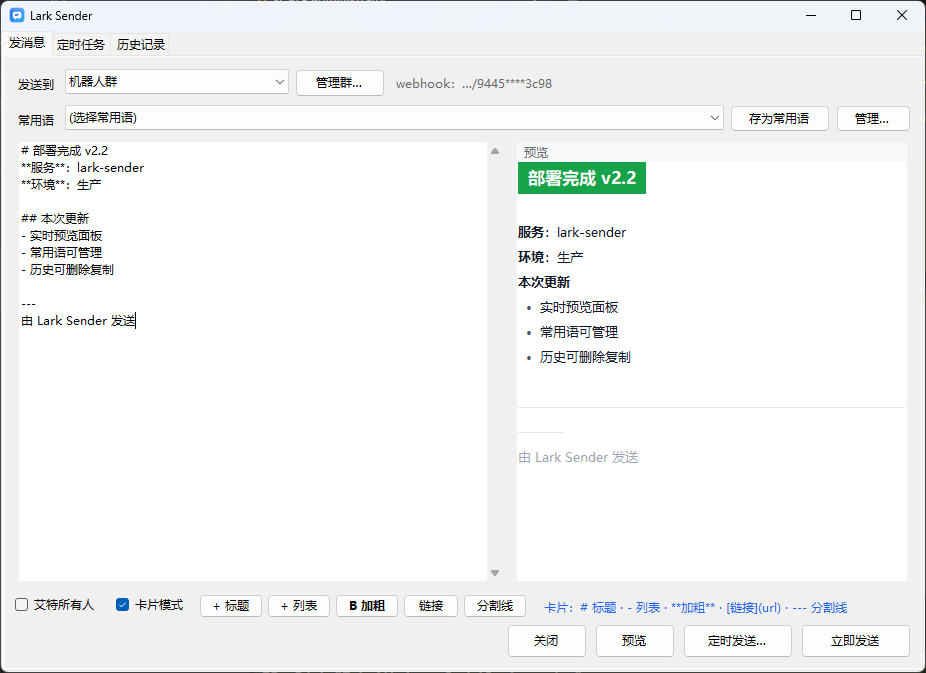 Lark Sender
发消息 定时任务 历史记录
发送到 机器人群 管理群... webhook: .../9445****3c98
常用语 (选择常用语) 存为常用语 管理...
# 部署完成 v2.2
**服务**：lark-sender
**环境**：生产
## 本次更新
- 实时预览面板
- 常用语可管理
- 历史可删除复制
---
由 Lark Sender 发送
预览
部署完成 v2.2
服务：lark-sender
环境：生产
本次更新
• 实时预览面板
• 常用语可管理
• 历史可删除复制
由 Lark Sender 发送
艾特所有人 卡片模式 + 标题 + 列表 B 加粗 链接 分割线 卡片：# 标题 · - 列表 · **加粗** · [链接](url) · --- 分割线
关闭 预览 定时发送... 立即发送